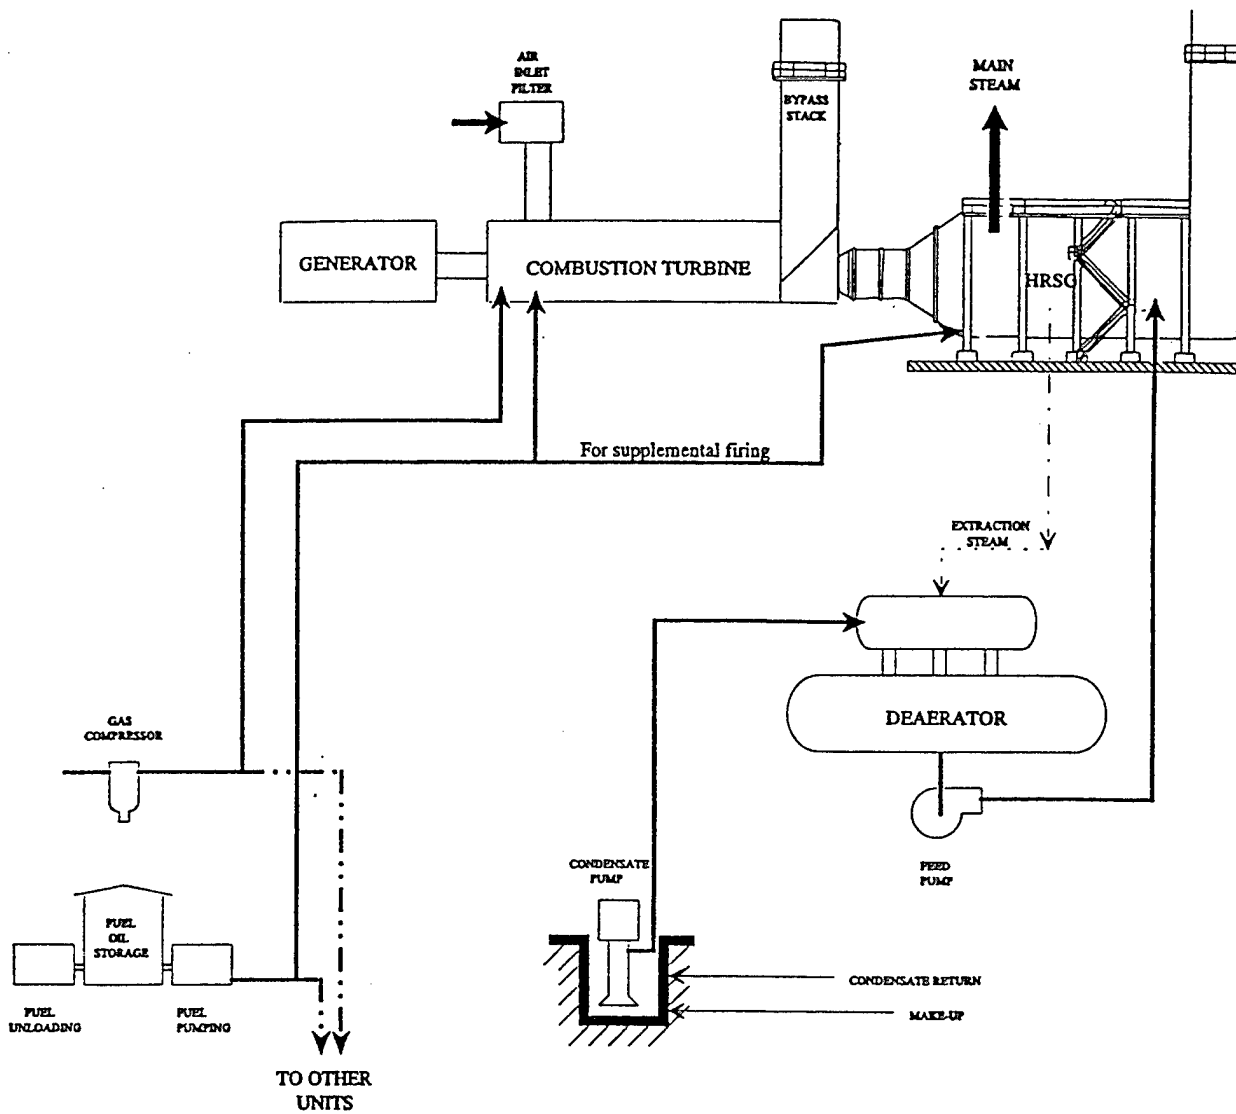 AIR
INLET
FILTER
MAIN
STEAM
BYPASS
STACK
GENERATOR
COMBUSTION TURBINE
HRSG
For supplemental firing
EXTRACTION
STEAM
DEAERATOR
GAS
COMPRESSOR
FEED
PUMP
CONDENSATE
PUMP
FUEL
OIL
STORAGE
CONDENSATE RETURN
MAKE-UP
FUEL
UNLOADING
FUEL
PUMPING
TO OTHER
UNITS